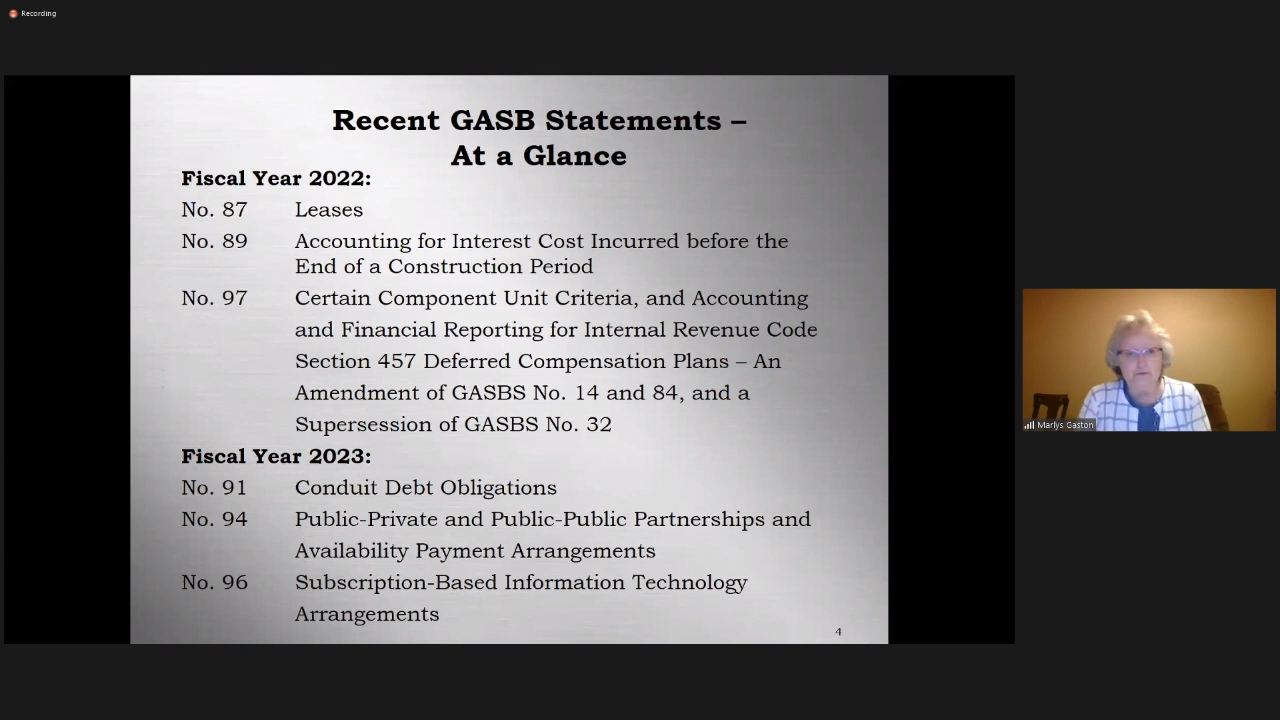 Recording
Recent GASB Statements –
At a Glance
Fiscal Year 2022:
No. 87 Leases
No. 89 Accounting for Interest Cost Incurred before the
End of a Construction Period
No. 97 Certain Component Unit Criteria, and Accounting
and Financial Reporting for Internal Revenue Code
Section 457 Deferred Compensation Plans – An
Amendment of GASBS No. 14 and 84, and a
Supersession of GASBS No. 32
Fiscal Year 2023:
No. 91 Conduit Debt Obligations
No. 94 Public-Private and Public-Public Partnerships and
Availability Payment Arrangements
No. 96 Subscription-Based Information Technology
Arrangements
4
Marlys Gaston